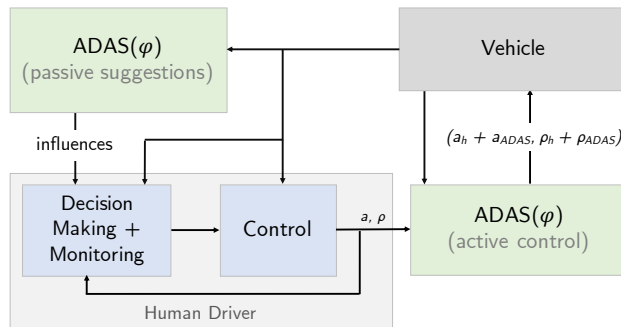 ADAS(φ)
(passive suggestions)
Vehicle
influences
(a_h + a_ADAS, ρ_h + ρ_ADAS)
Decision
Making +
Monitoring
Control
a, ρ
ADAS(φ)
(active control)
Human Driver